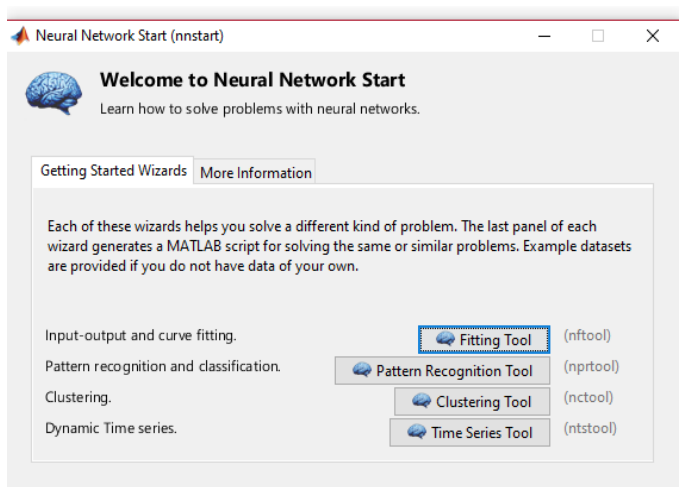 Neural Network Start (nnstart)
Welcome to Neural Network Start
Learn how to solve problems with neural networks.
Getting Started Wizards More Information
Each of these wizards helps you solve a different kind of problem. The last panel of each
wizard generates a MATLAB script for solving the same or similar problems. Example datasets
are provided if you do not have data of your own.
Input-output and curve fitting. Fitting Tool (nftool)
Pattern recognition and classification. Pattern Recognition Tool (nprtool)
Clustering. Clustering Tool (nctool)
Dynamic Time series. Time Series Tool (ntstool)